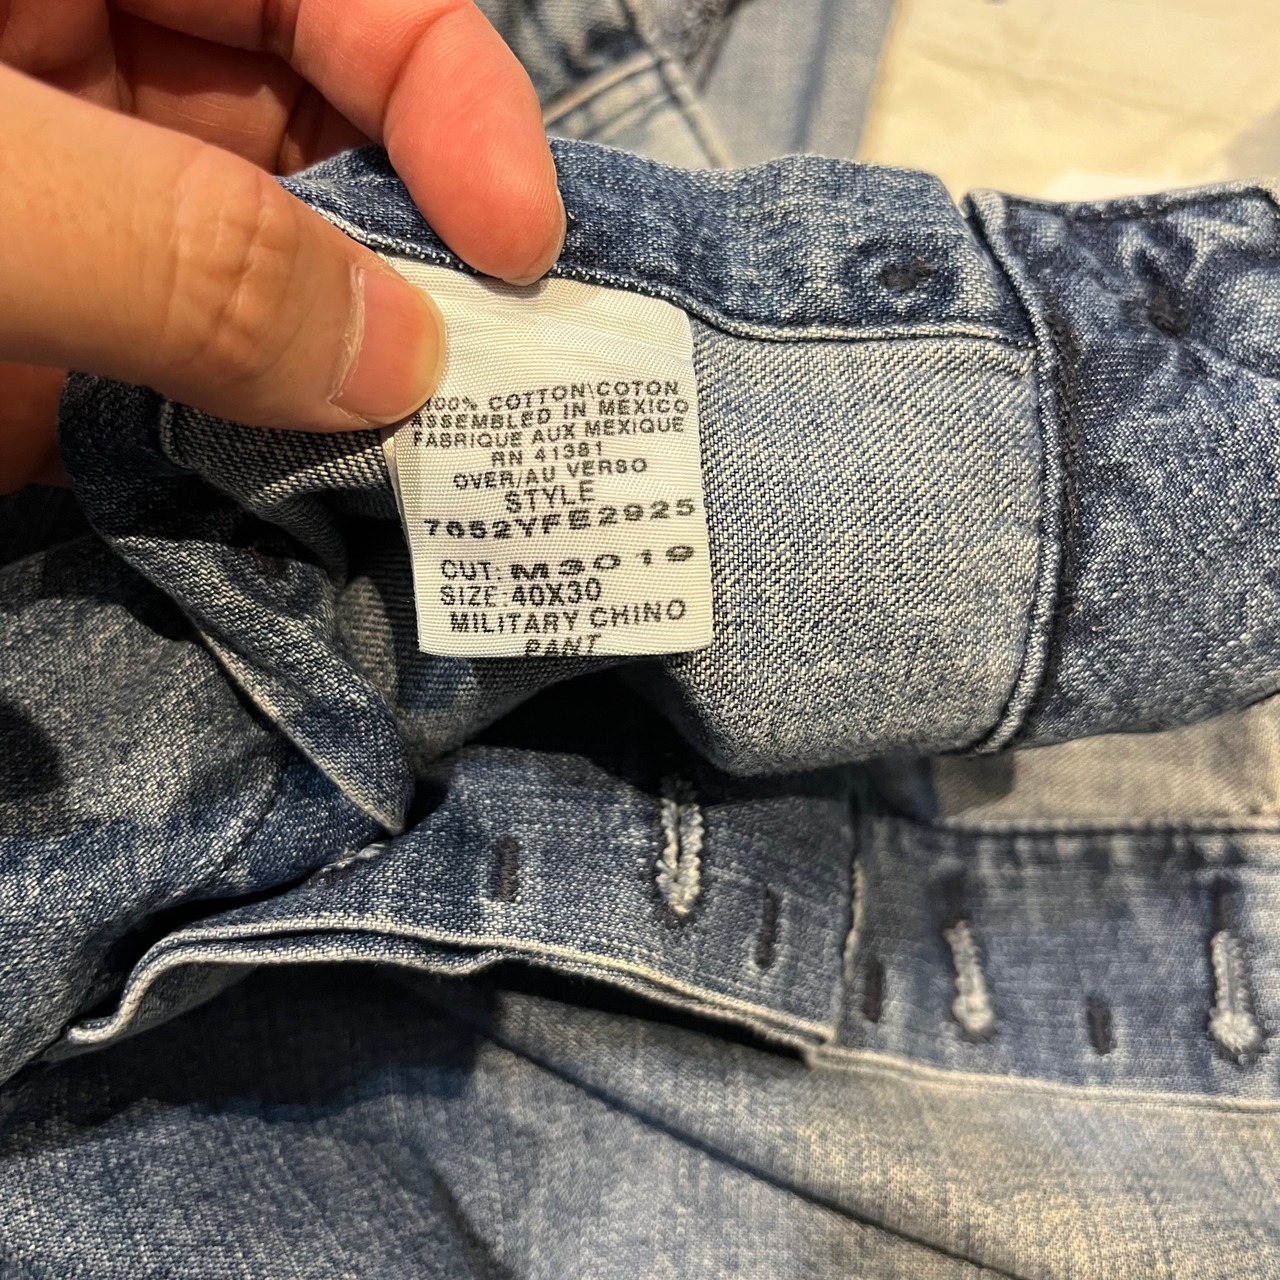 100% COTTON\COTON
ASSEMBLED IN MEXICO
FABRIQUE AUX MEXIQUE
RN 41381
OVER/AU VERSO
STYLE
7652YFE2925
CUT: M3019
SIZE: 40X30
MILITARY CHINO
PANT